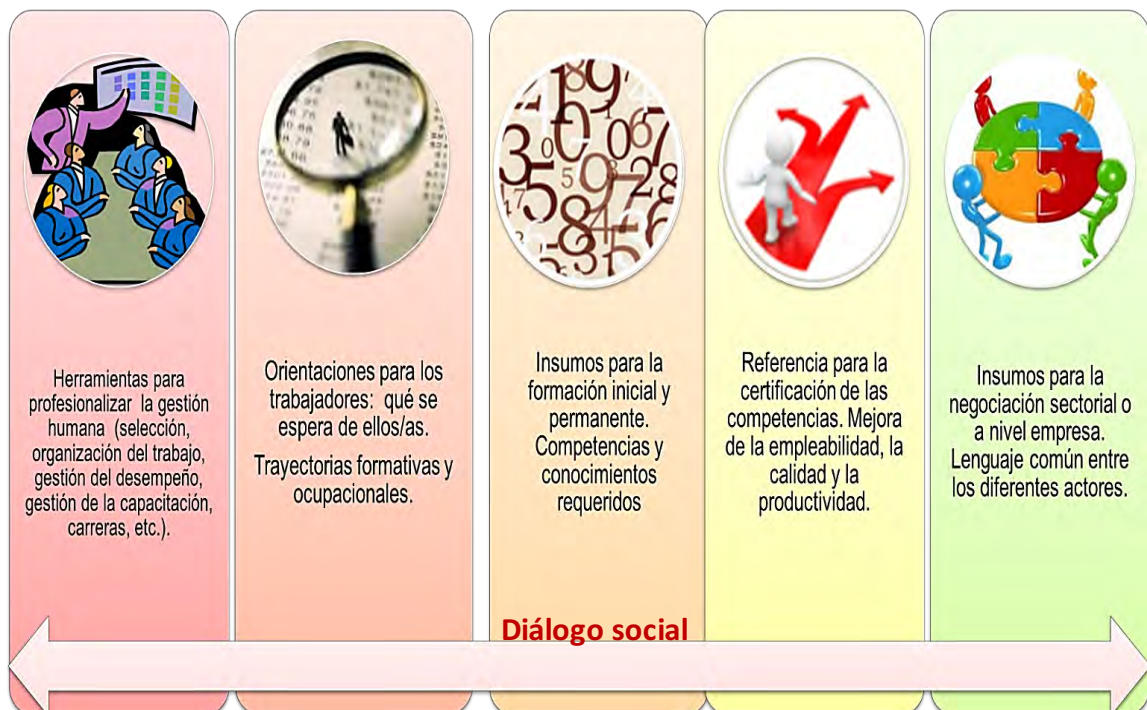 Herramientas para
profesionalizar la gestión
humana (selección,
organización del trabajo,
gestión del desempeño,
gestión de la capacitación,
carreras, etc.).
Orientaciones para los
trabajadores: qué se
espera de ellos/as.
Trayectorias formativas y
ocupacionales.
Insumos para la
formación inicial y
permanente.
Competencias y
conocimientos
requeridos
Referencia para la
certificación de las
competencias. Mejora
de la empleabilidad, la
calidad y la
productividad.
Insumos para la
negociación sectorial o
a nivel empresa.
Lenguaje común entre
los diferentes actores.
Diálogo social